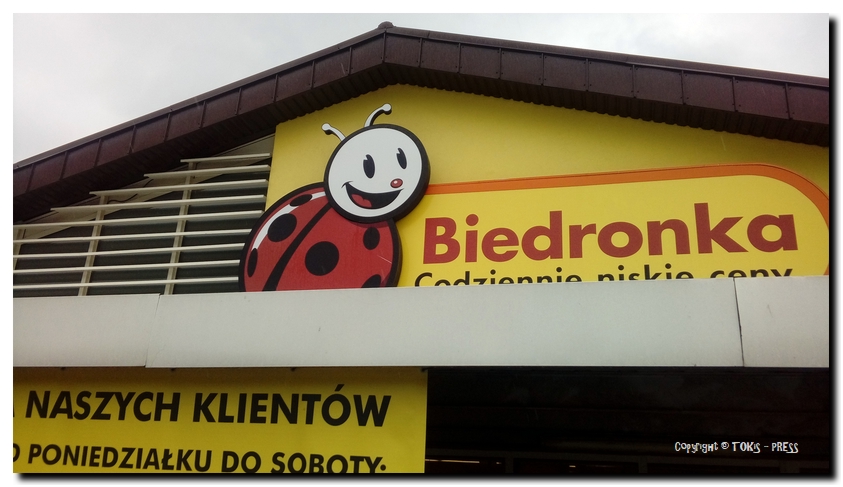 Biedronka
Codziennie niskie ceny
NASZYCH KLIENTÓW
PONIEDZIAŁKU DO SOBOTY:
Copyright © TOKiS - PRESS